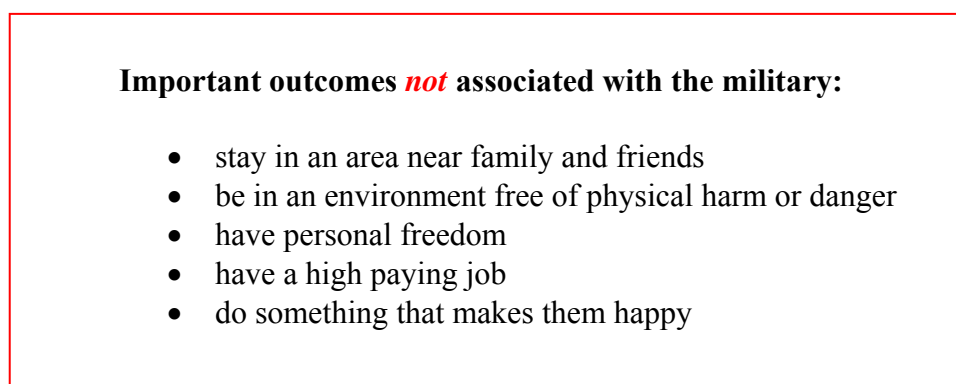 Important outcomes not associated with the military:
• stay in an area near family and friends
• be in an environment free of physical harm or danger
• have personal freedom
• have a high paying job
• do something that makes them happy